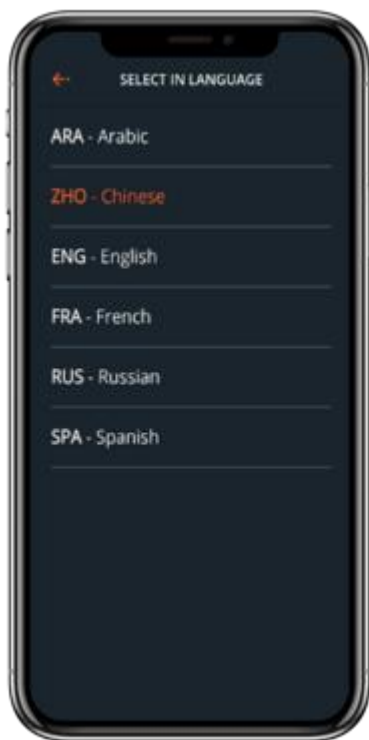 SELECT IN LANGUAGE
ARA - Arabic
ZHO - Chinese
ENG - English
FRA - French
RUS - Russian
SPA - Spanish